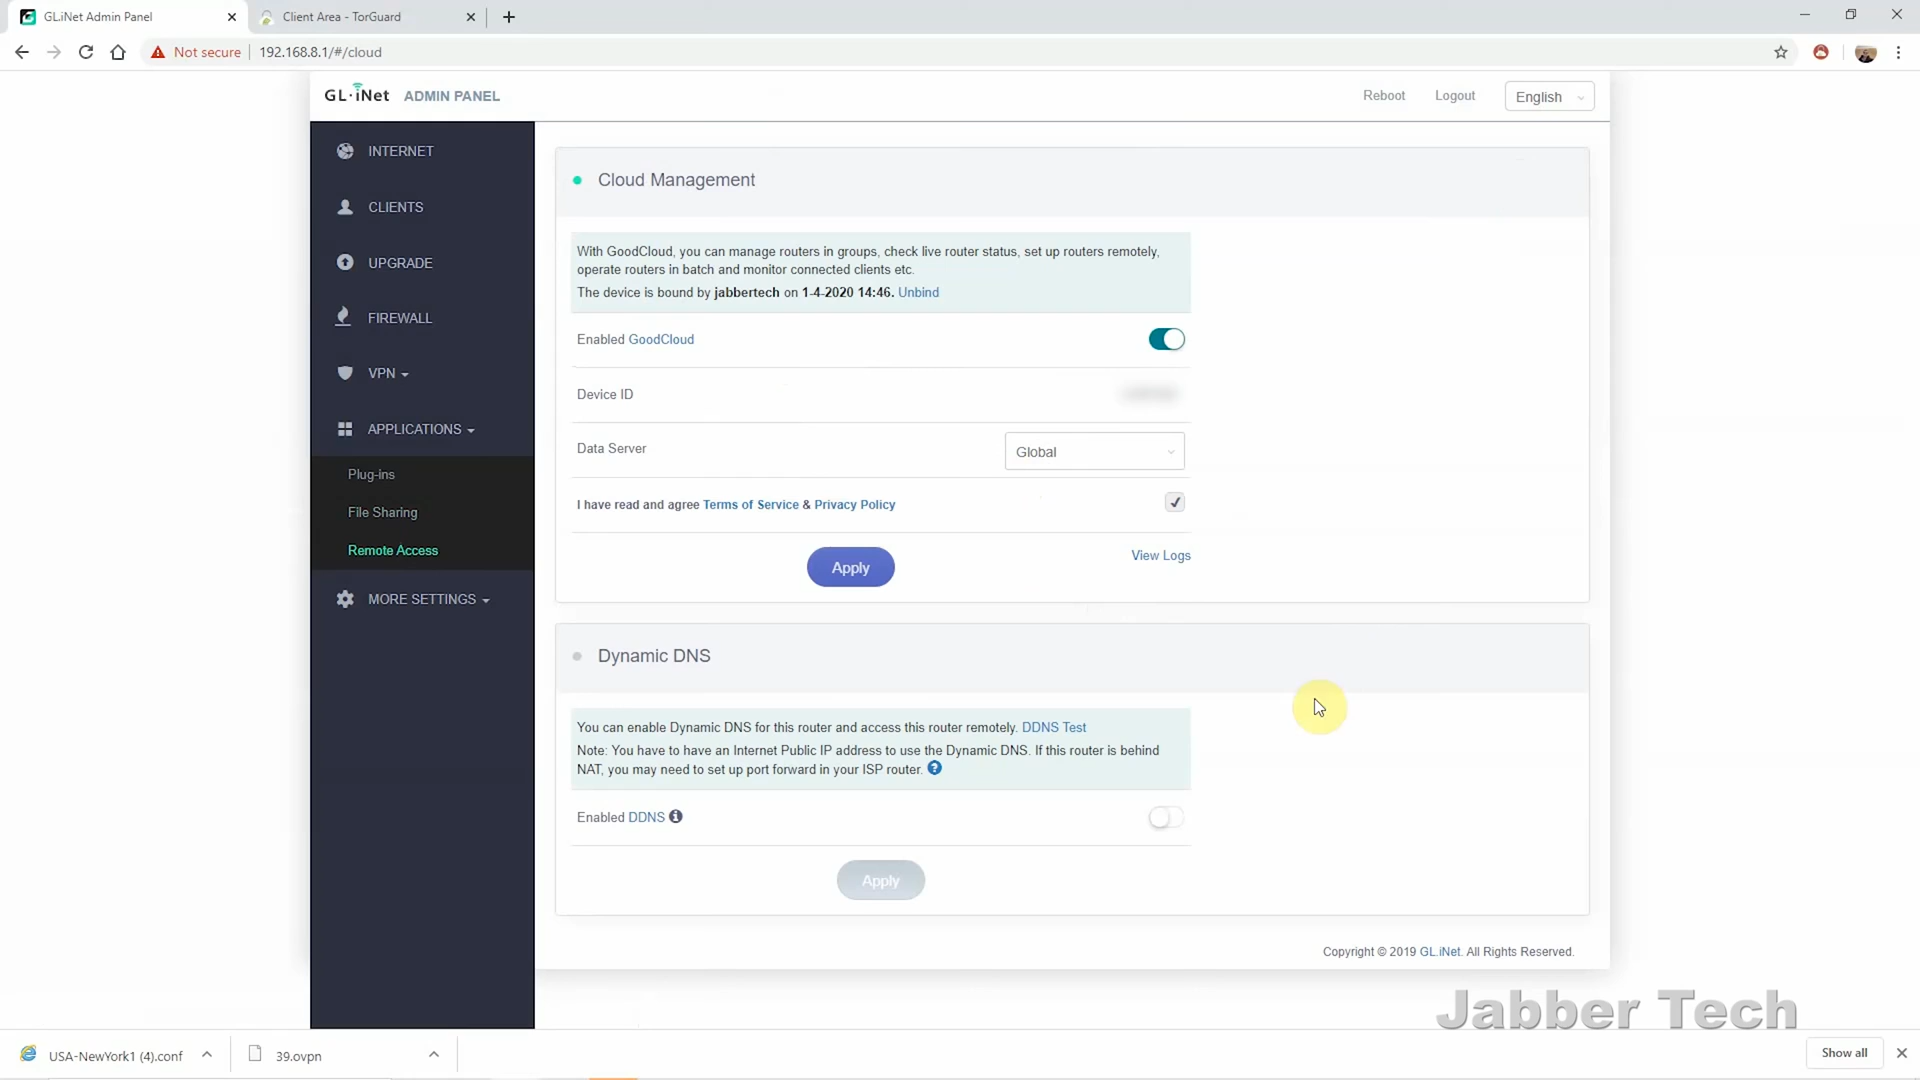 GL.iNet Admin Panel
Client Area - TorGuard
Not secure
192.168.8.1/#/cloud
GL·iNet ADMIN PANEL
Reboot
Logout
English
INTERNET
CLIENTS
UPGRADE
FIREWALL
VPN
APPLICATIONS
Plug-ins
File Sharing
Remote Access
MORE SETTINGS
Cloud Management
With GoodCloud, you can manage routers in groups, check live router status, set up routers remotely,
operate routers in batch and monitor connected clients etc.
The device is bound by jabbertech on 1-4-2020 14:46. Unbind
Enabled GoodCloud
Device ID
Data Server
Global
I have read and agree Terms of Service & Privacy Policy
Apply
View Logs
Dynamic DNS
You can enable Dynamic DNS for this router and access this router remotely. DDNS Test
Note: You have to have an Internet Public IP address to use the Dynamic DNS. If this router is behind
NAT, you may need to set up port forward in your ISP router.
Enabled DDNS
Apply
Copyright © 2019 GL.iNet. All Rights Reserved.
Jabber Tech
USA-NewYork1 (4).conf
39.ovpn
Show all